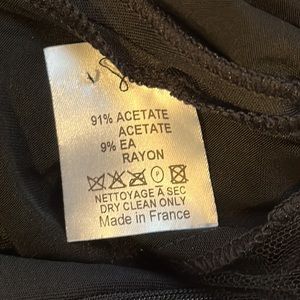 91% ACETATE
ACETATE
9% EA
RAYON
NETTOYAGE A SEC
DRY CLEAN ONLY
Made in France